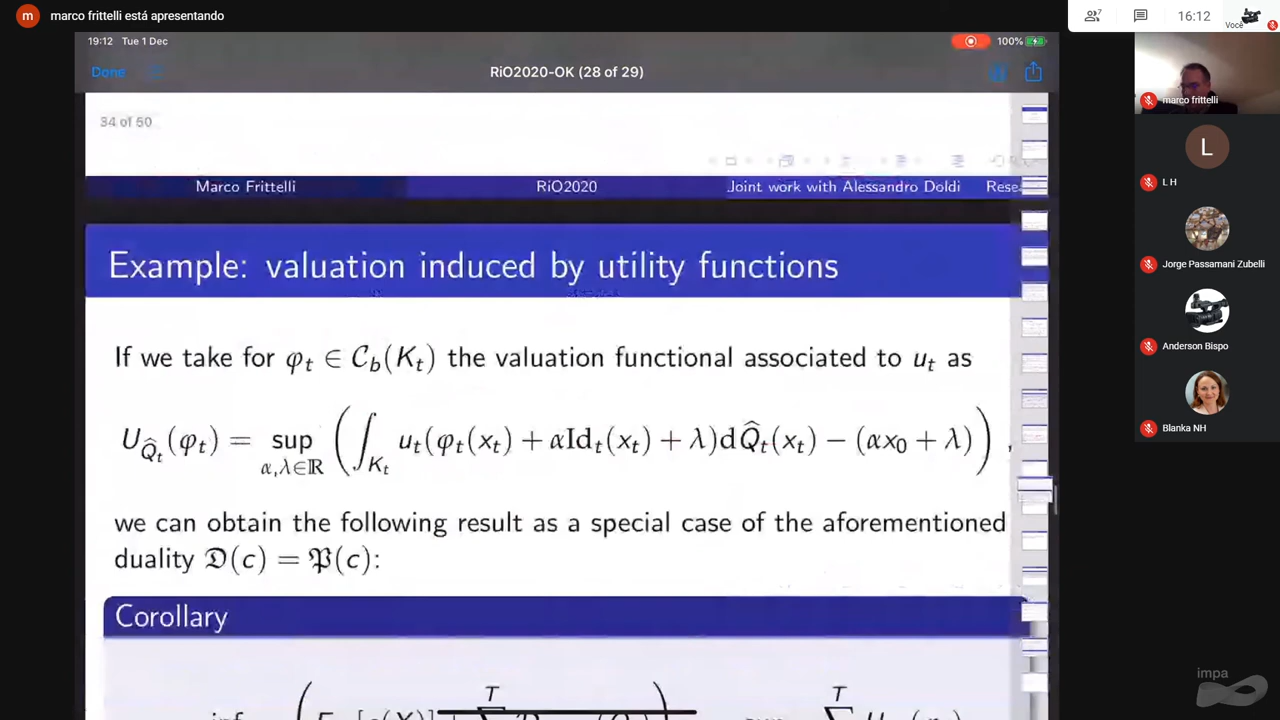 m marco frittelli está apresentando
7
16:12
Você
19:12 Tue 1 Dec
100%
Done
RiO2020-OK (28 of 29)
34 of 50
Marco Frittelli RiO2020 Joint work with Alessandro Doldi
Example: valuation induced by utility functions
If we take for φ_t ∈ 𝒞_b(K_t) the valuation functional associated to u_t as
U_{Q̂_t}(φ_t) = sup_{α,λ∈ℝ} ( ∫_{K_t} u_t(φ_t(x_t) + αId_t(x_t) + λ)dQ̂_t(x_t) − (αx_0 + λ) ) ,
we can obtain the following result as a special case of the aforementioned
duality 𝔇(c) = 𝔓(c):
Corollary
marco frittelli
L
L H
Jorge Passamani Zubelli
Anderson Bispo
Blanka NH
impa